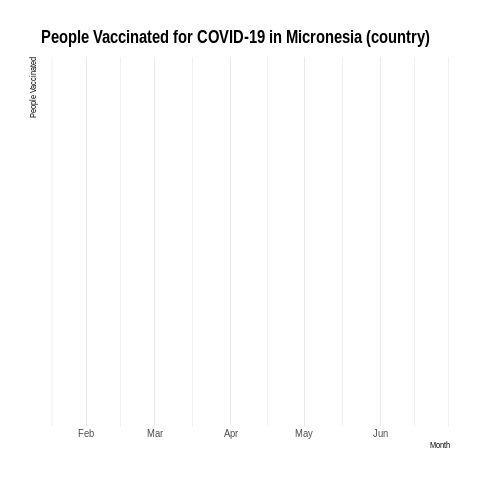 People Vaccinated for COVID-19 in Micronesia (country)
People Vaccinated
Feb Mar Apr May Jun
Month